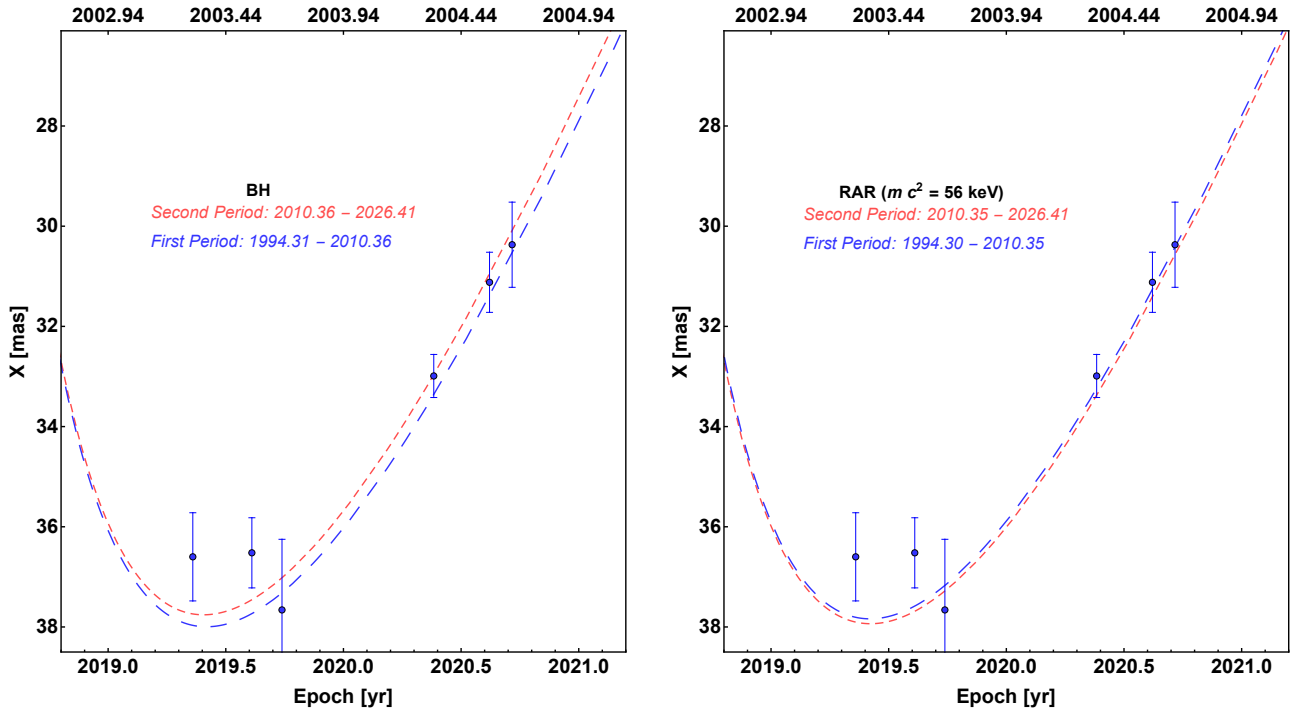 2002.94 2003.44 2003.94 2004.44 2004.94
28
30
32
34
36
38
X [mas]
BH
Second Period: 2010.36 – 2026.41
First Period: 1994.31 – 2010.36
2019.0 2019.5 2020.0 2020.5 2021.0
Epoch [yr]
2002.94 2003.44 2003.94 2004.44 2004.94
28
30
32
34
36
38
X [mas]
RAR (m c² = 56 keV)
Second Period: 2010.35 – 2026.41
First Period: 1994.30 – 2010.35
2019.0 2019.5 2020.0 2020.5 2021.0
Epoch [yr]